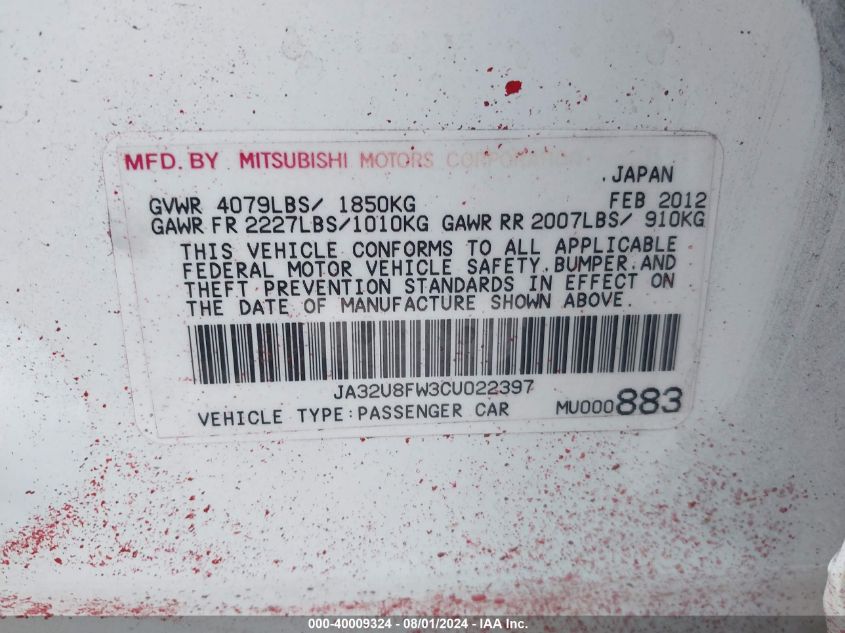 MFD. BY MITSUBISHI MOTORS CORPORATION
.JAPAN
GVWR 4079LBS/ 1850KG FEB 2012
GAWR FR 2227LBS/1010KG GAWR RR 2007LBS/ 910KG
THIS VEHICLE CONFORMS TO ALL APPLICABLE
FEDERAL MOTOR VEHICLE SAFETY.BUMPER.AND
THEFT PREVENTION STANDARDS IN EFFECT ON
THE DATE OF MANUFACTURE SHOWN ABOVE.
JA32U8FW3CU022397
VEHICLE TYPE:PASSENGER CAR MU000883
000-40009324 - 08/01/2024 - IAA Inc.